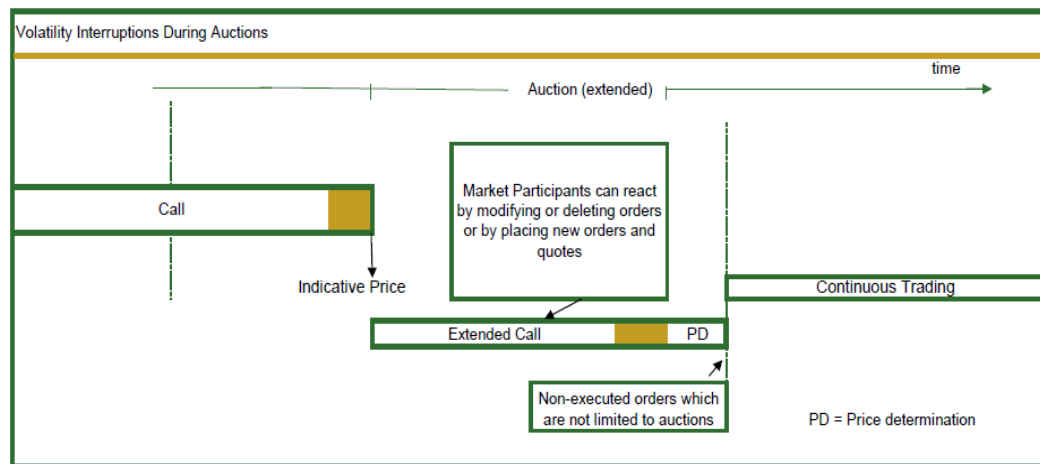 Volatility Interruptions During Auctions
time
Auction (extended)
Market Participants can react
by modifying or deleting orders
or by placing new orders and
quotes
Call
Indicative Price
Continuous Trading
Extended Call
PD
Non-executed orders which
are not limited to auctions
PD = Price determination